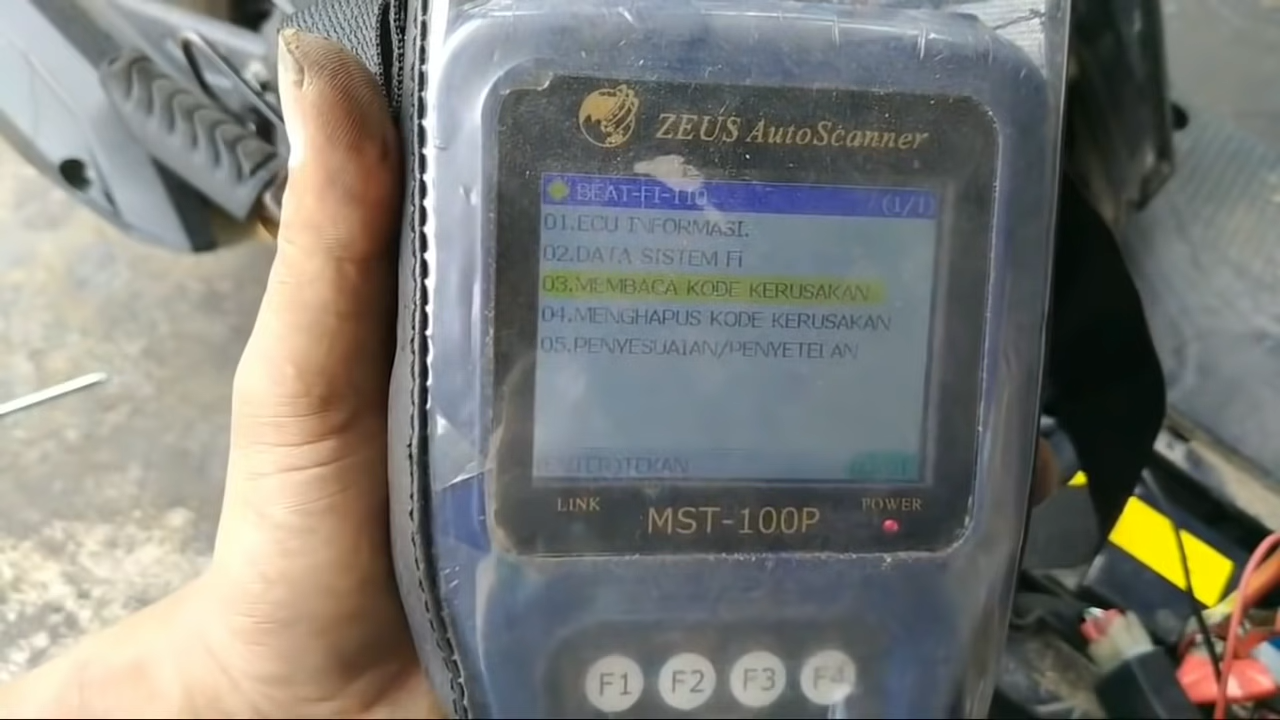 ZEUS AutoScanner
BEAT-FI-110 (1/1)
01.ECU INFORMASI.
02.DATA SISTEM Fi
03.MEMBACA KODE KERUSAKAN
04.MENGHAPUS KODE KERUSAKAN
05.PENYESUAIAN/PENYETELAN
[ENTER]TEKAN
LINK
POWER
MST-100P
F1 F2 F3 F4